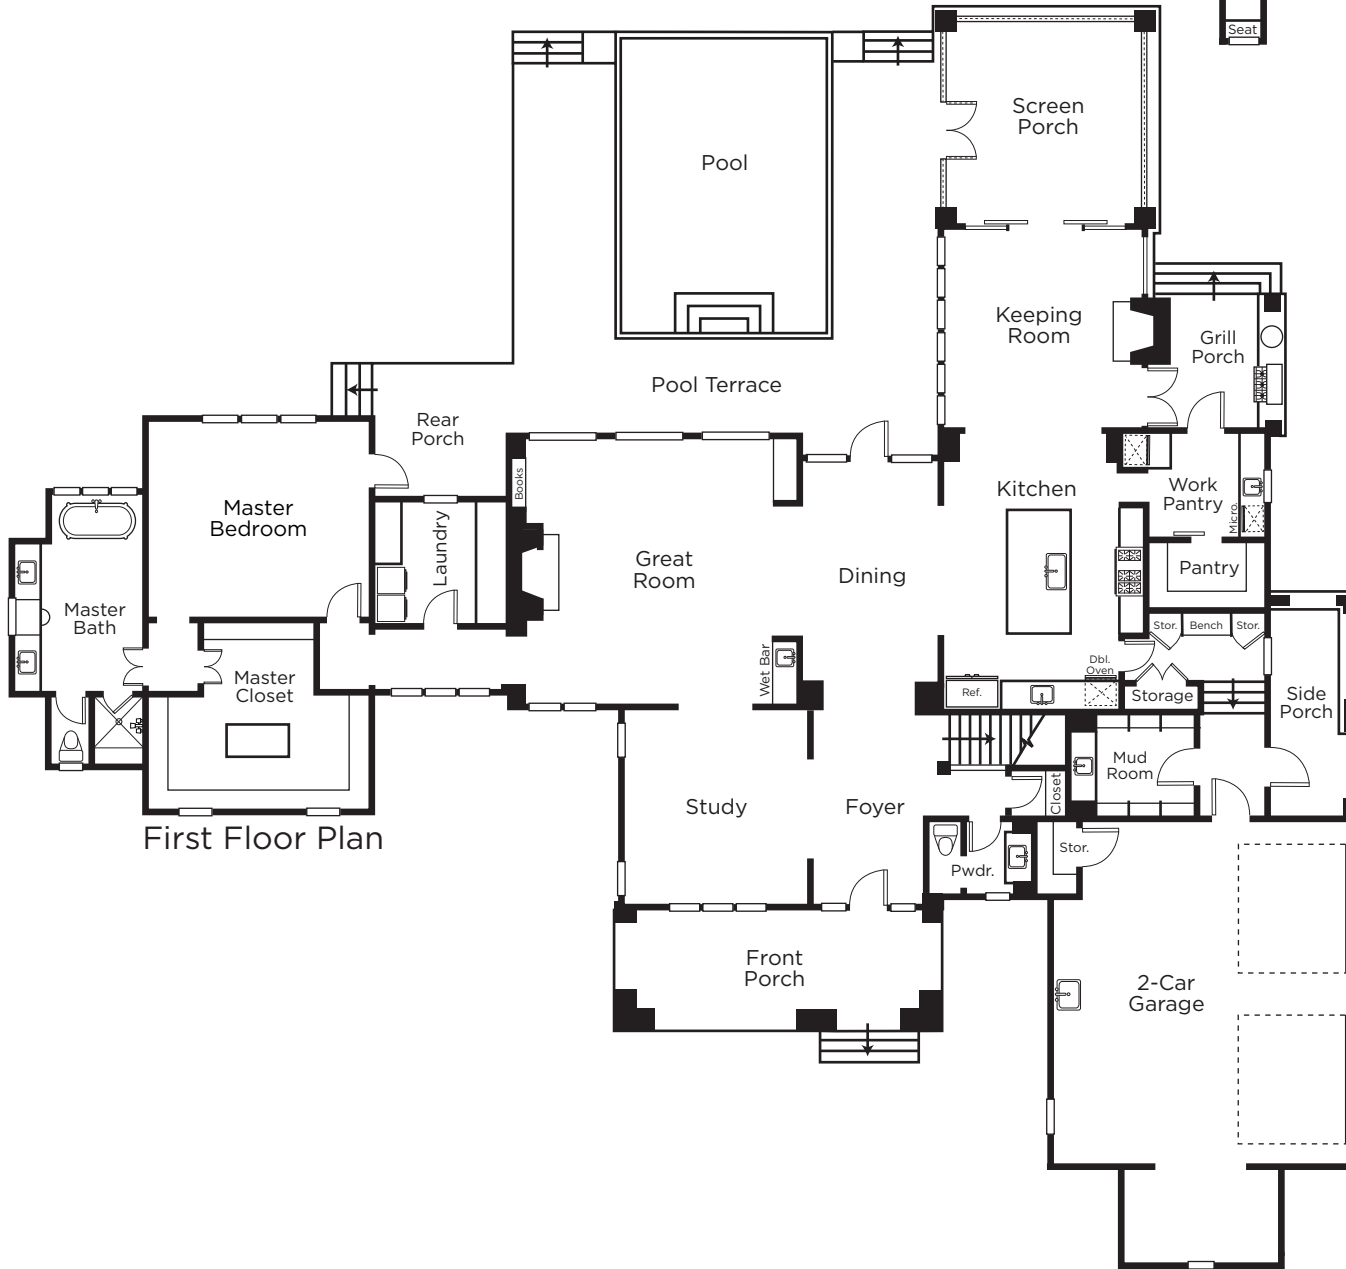 Seat
Screen
Porch
Pool
Keeping
Room
Grill
Porch
Pool Terrace
Rear
Porch
Books
Master
Bedroom
Laundry
Great
Room
Dining
Kitchen
Work
Pantry
Micro.
Pantry
Master
Bath
Stor.
Bench
Stor.
Wet Bar
Dbl.
Oven
Ref.
Storage
Master
Closet
Side
Porch
Mud
Room
Study
Foyer
Closet
First Floor Plan
Stor.
Pwdr.
Front
Porch
2-Car
Garage